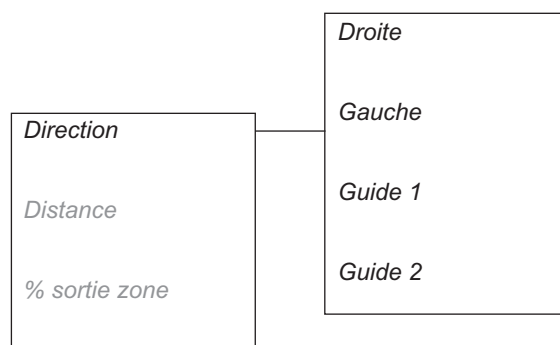 Direction
Distance
% sortie zone
Droite
Gauche
Guide 1
Guide 2